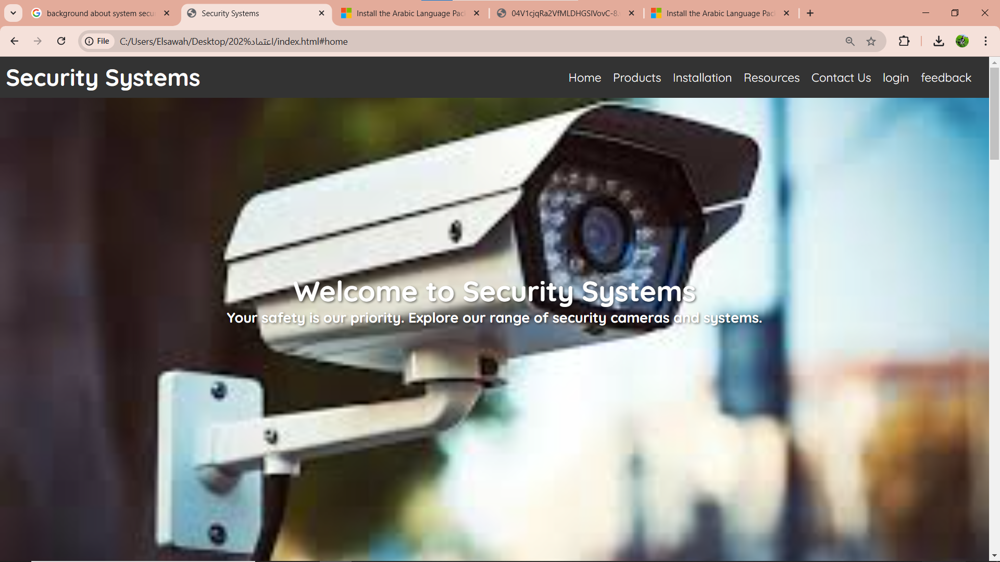 background about system secu
Security Systems
Install the Arabic Language Pac
04V1cjqRa2VfMLDHGSlVovC-8.
Install the Arabic Language Pac
File
C:/Users/Elsawah/Desktop/202%اعتماد/index.html#home
Security Systems
Home Products Installation Resources Contact Us login feedback
Welcome to Security Systems
Your safety is our priority. Explore our range of security cameras and systems.